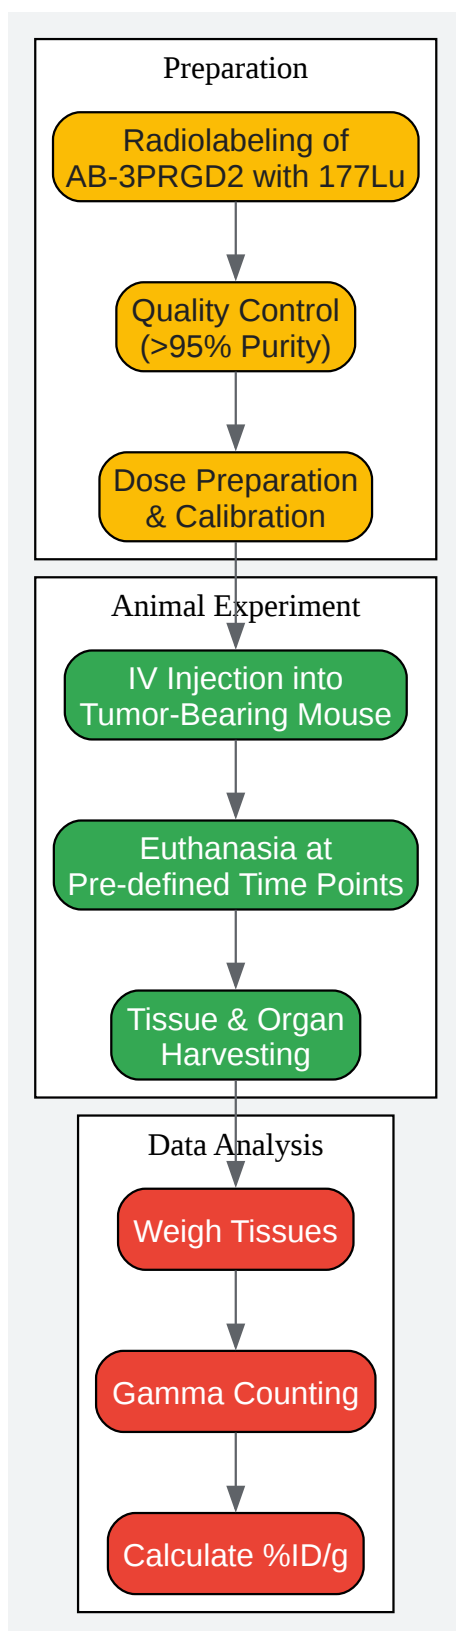 Preparation
Radiolabeling of
AB-3PRGD2 with 177Lu
Quality Control
(>95% Purity)
Dose Preparation
& Calibration
Animal Experiment
IV Injection into
Tumor-Bearing Mouse
Euthanasia at
Pre-defined Time Points
Tissue & Organ
Harvesting
Data Analysis
Weigh Tissues
Gamma Counting
Calculate %ID/g